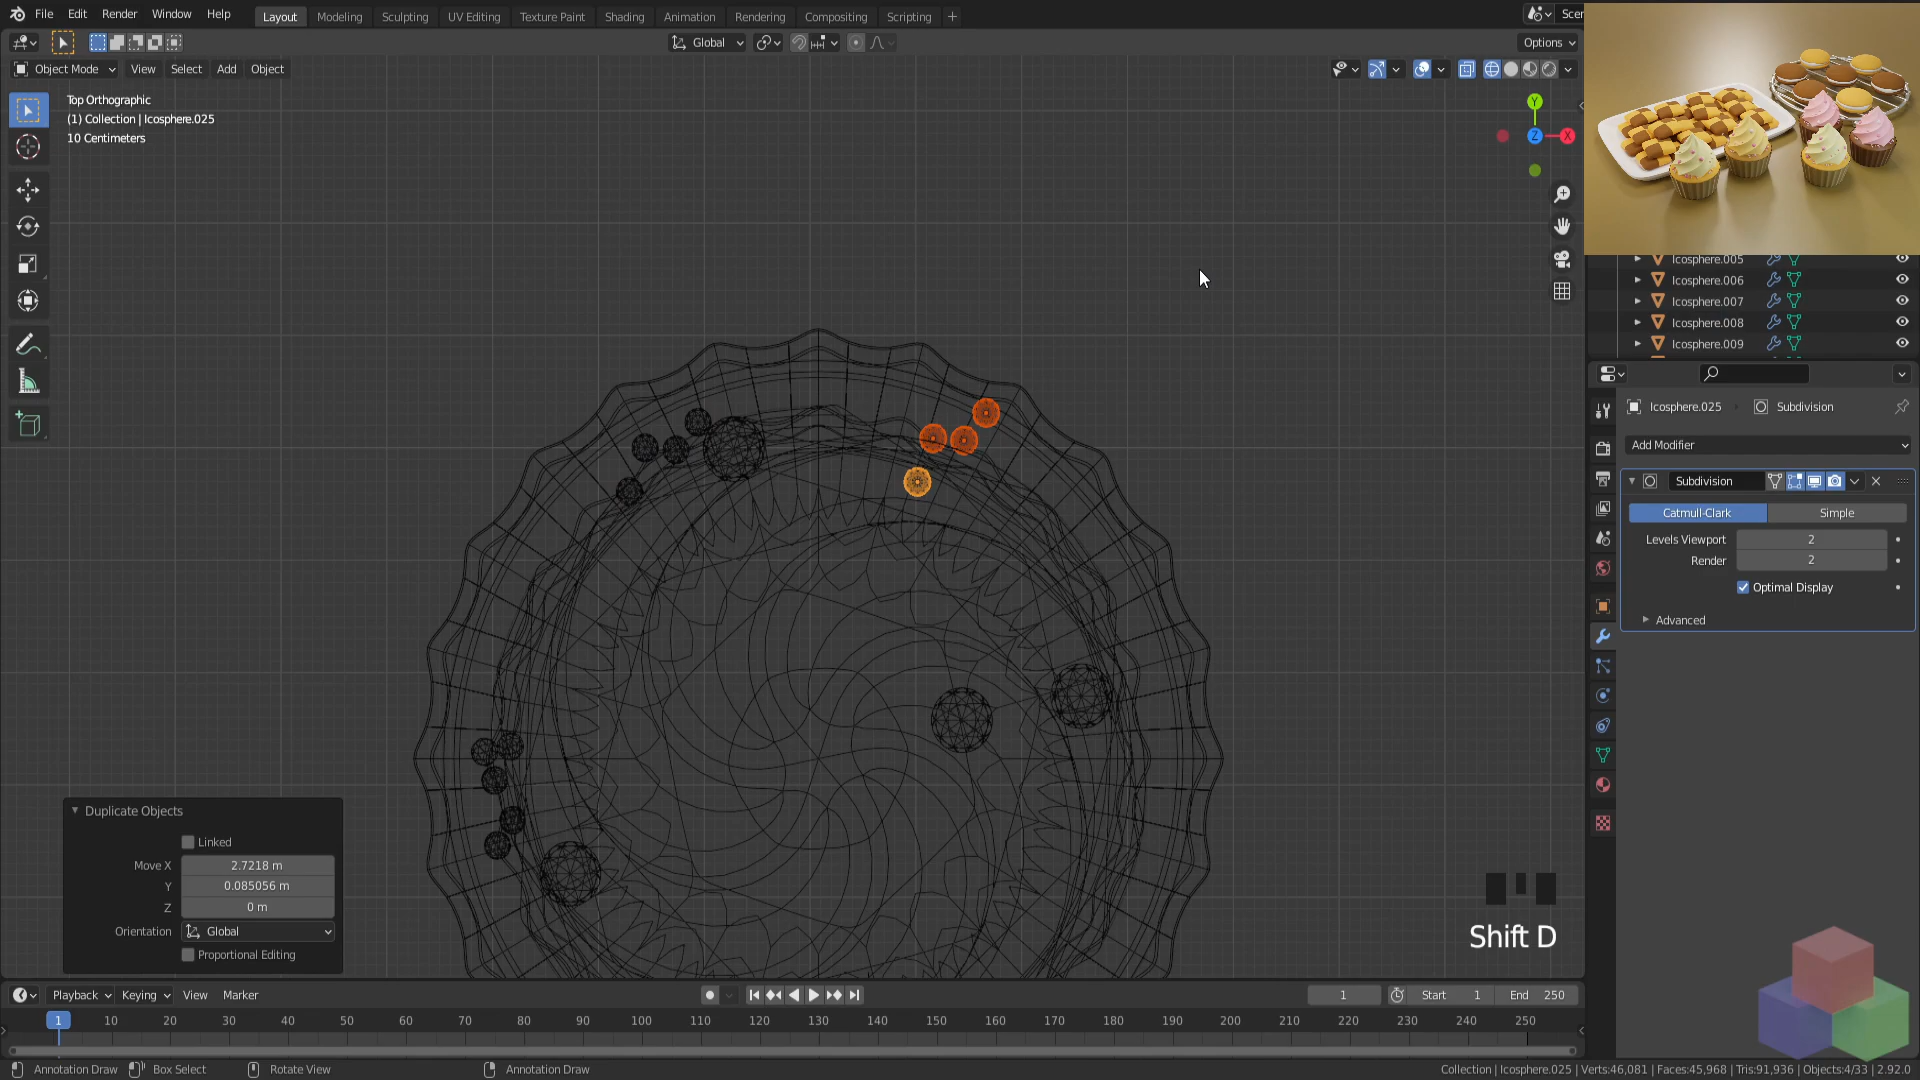 File Edit Render Window Help Layout Modeling Sculpting UV Editing Texture Paint Shading Animation Rendering Compositing Scripting + Scer
Global Options
Object Mode View Select Add Object
Top Orthographic
(1) Collection | Icosphere.025
10 Centimeters
Y
Z
X
Icosphere.005
Icosphere.006
Icosphere.007
Icosphere.008
Icosphere.009
Icosphere.025 Subdivision
Add Modifier
Subdivision
Catmull-Clark Simple
Levels Viewport 2
Render 2
Optimal Display
Advanced
Duplicate Objects
Linked
Move X 2.7218 m
Y 0.085056 m
Z 0 m
Orientation Global
Proportional Editing
Shift D
Playback Keying View Marker 1 Start 1 End 250
1 10 20 30 40 50 60 70 80 90 100 110 120 130 140 150 160 170 180 190 200 210 220 230 240 250
Annotation Draw Box Select Rotate View Annotation Draw Collection | Icosphere.025 | Verts:46,081 | Faces:45,968 | Tris:91,936 | Objects:4/33 | 2.92.0